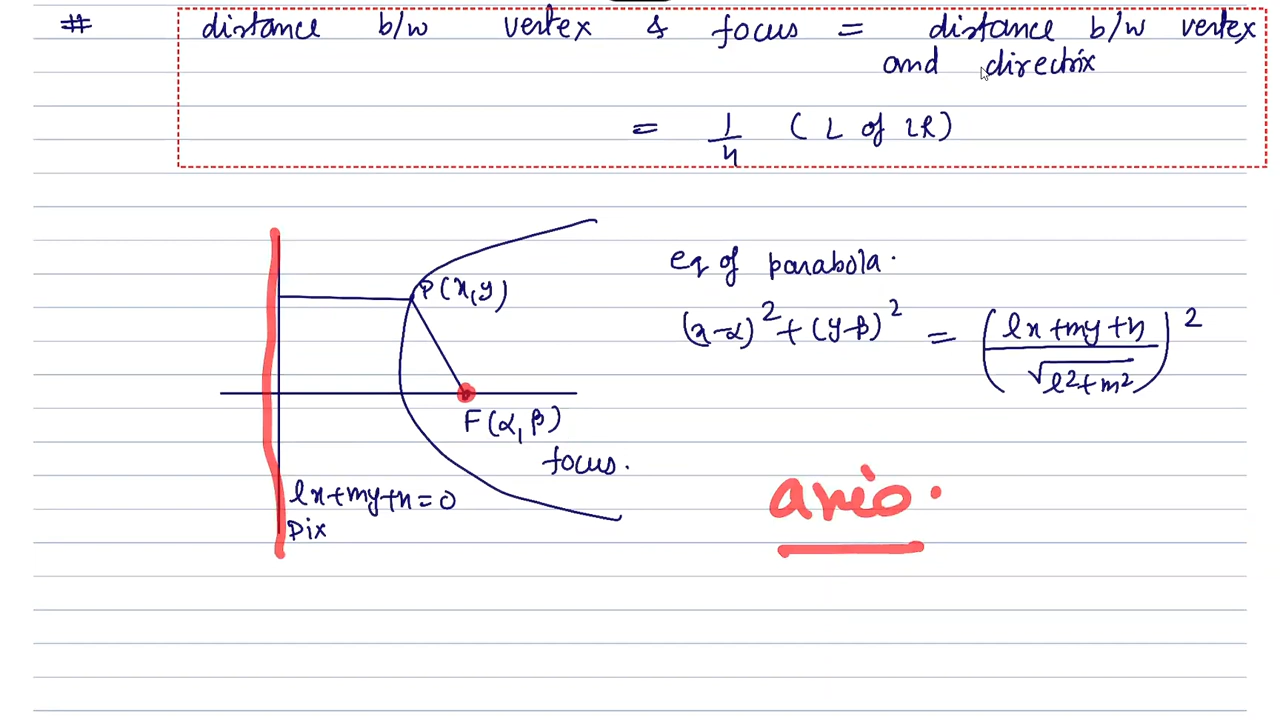 # distance b/w vertex & focus = distance b/w vertex
and directrix
= 1/4 (L of LR)
eq of parabola.
P(x,y)
(x-α)² + (y-β)² = (lx+my+n / √l²+m²)²
F(α,β)
focus.
lx+my+n=0
Dix
axis.